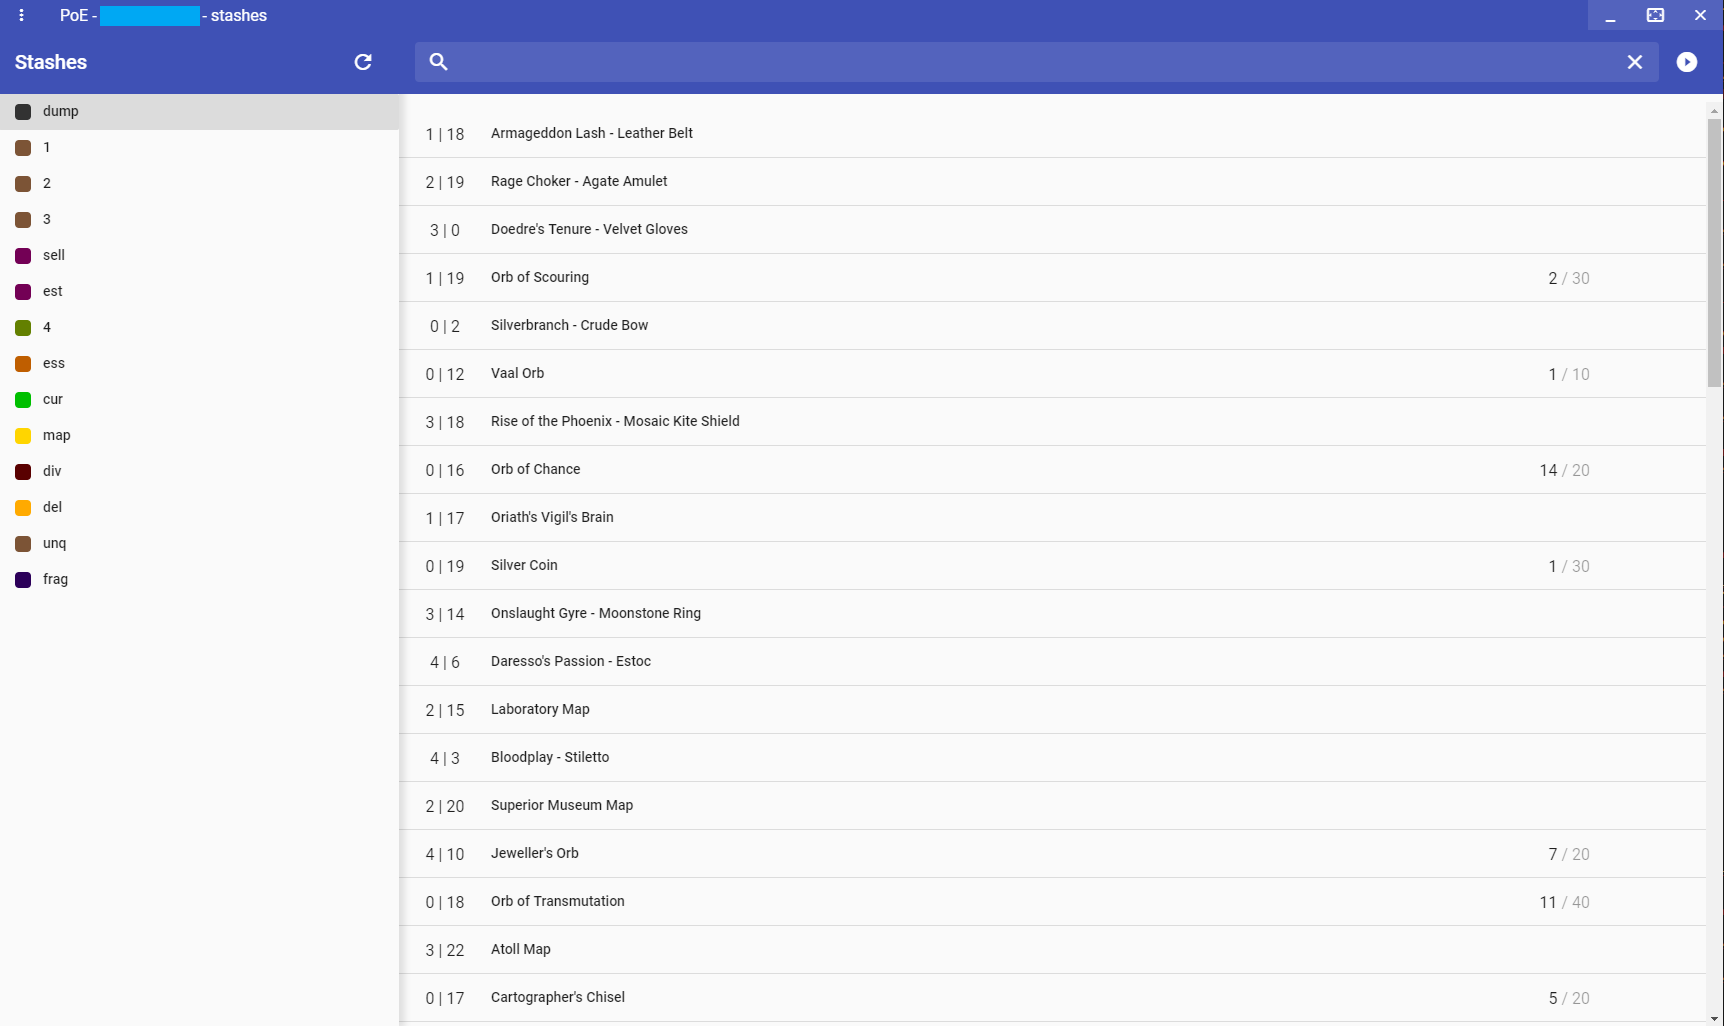 PoE - - stashes
Stashes
dump
1
2
3
sell
est
4
ess
cur
map
div
del
unq
frag
1 | 18 Armageddon Lash - Leather Belt
2 | 19 Rage Choker - Agate Amulet
3 | 0 Doedre's Tenure - Velvet Gloves
1 | 19 Orb of Scouring 2 / 30
0 | 2 Silverbranch - Crude Bow
0 | 12 Vaal Orb 1 / 10
3 | 18 Rise of the Phoenix - Mosaic Kite Shield
0 | 16 Orb of Chance 14 / 20
1 | 17 Oriath's Vigil's Brain
0 | 19 Silver Coin 1 / 30
3 | 14 Onslaught Gyre - Moonstone Ring
4 | 6 Daresso's Passion - Estoc
2 | 15 Laboratory Map
4 | 3 Bloodplay - Stiletto
2 | 20 Superior Museum Map
4 | 10 Jeweller's Orb 7 / 20
0 | 18 Orb of Transmutation 11 / 40
3 | 22 Atoll Map
0 | 17 Cartographer's Chisel 5 / 20